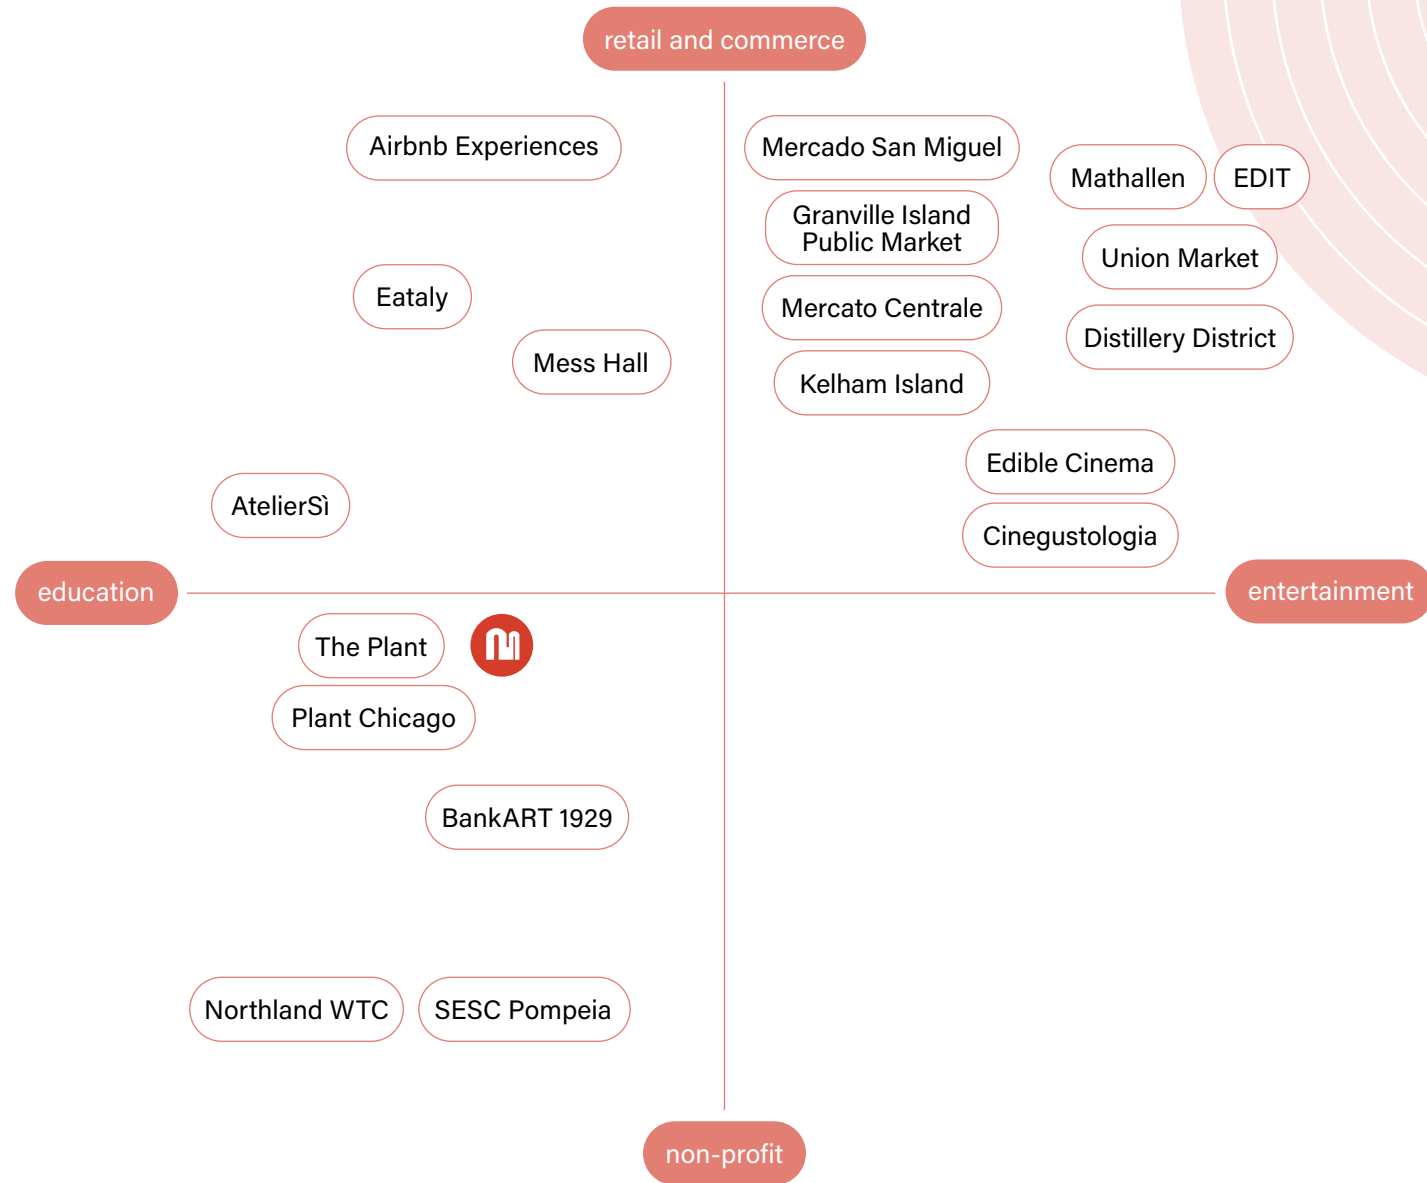 retail and commerce
Airbnb Experiences
Mercado San Miguel
Mathallen
EDIT
Granville Island
Public Market
Union Market
Eataly
Mercato Centrale
Distillery District
Mess Hall
Kelham Island
Edible Cinema
AtelierSì
Cinegustologia
education
entertainment
The Plant
Plant Chicago
BankART 1929
Northland WTC
SESC Pompeia
non-profit